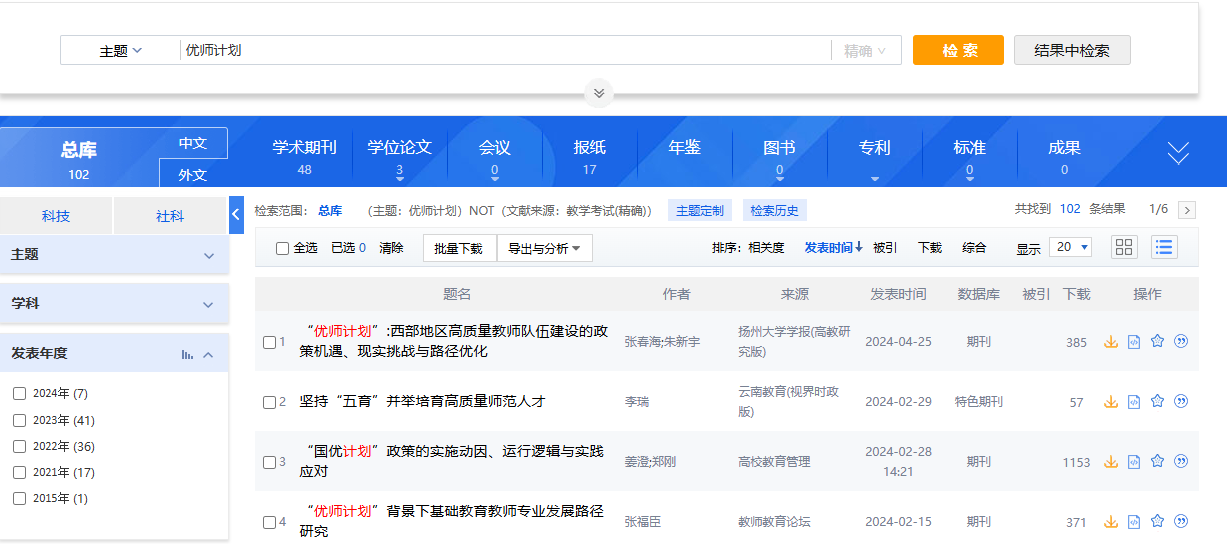 主题 优师计划 精确 检 索 结果中检索
总库 中文 学术期刊 学位论文 会议 报纸 年鉴 图书 专利 标准 成果
102 外文 48 3 0 17 0 0 0
科技 社科 检索范围： 总库 （主题：优师计划）NOT（文献来源：教学考试(精确)） 主题定制 检索历史 共找到 102 条结果 1/6
主题 全选 已选 0 清除 批量下载 导出与分析 排序： 相关度 发表时间↓ 被引 下载 综合 显示 20
学科
发表年度
2024年 (7)
2023年 (41)
2022年 (36)
2021年 (17)
2015年 (1)
题名 作者 来源 发表时间 数据库 被引 下载 操作
1 “优师计划”:西部地区高质量教师队伍建设的政
策机遇、现实挑战与路径优化
张春海;朱新宇
扬州大学学报(高教研
究版)
2024-04-25 期刊 385
2 坚持“五育”并举培育高质量师范人才 李瑞
云南教育(视界时政
版)
2024-02-29 特色期刊 57
3 “国优计划”政策的实施动因、运行逻辑与实践
应对
姜澄;郑刚 高校教育管理
2024-02-28
14:21
期刊 1153
4 “优师计划”背景下基础教育教师专业发展路径
研究
张福臣 教师教育论坛 2024-02-15 期刊 371